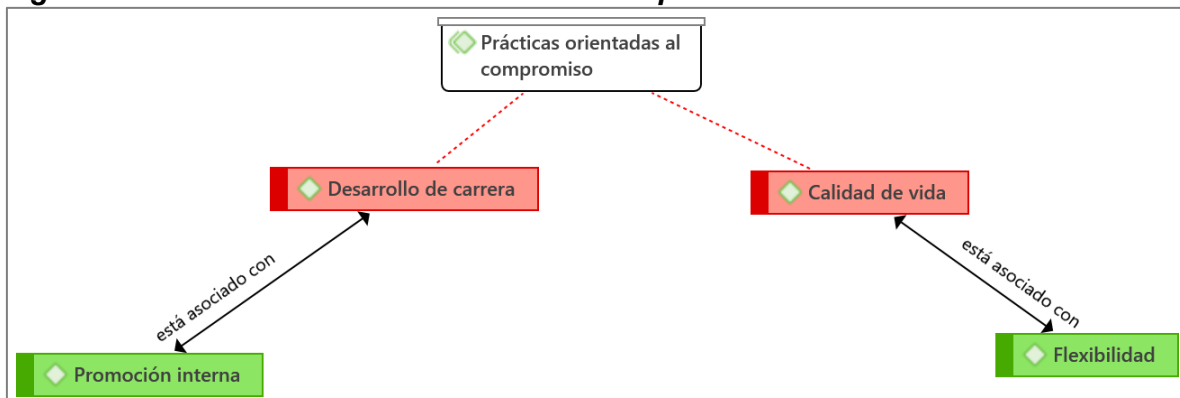 Prácticas orientadas al
compromiso
Desarrollo de carrera
Calidad de vida
está asociado con
está asociado con
Promoción interna
Flexibilidad